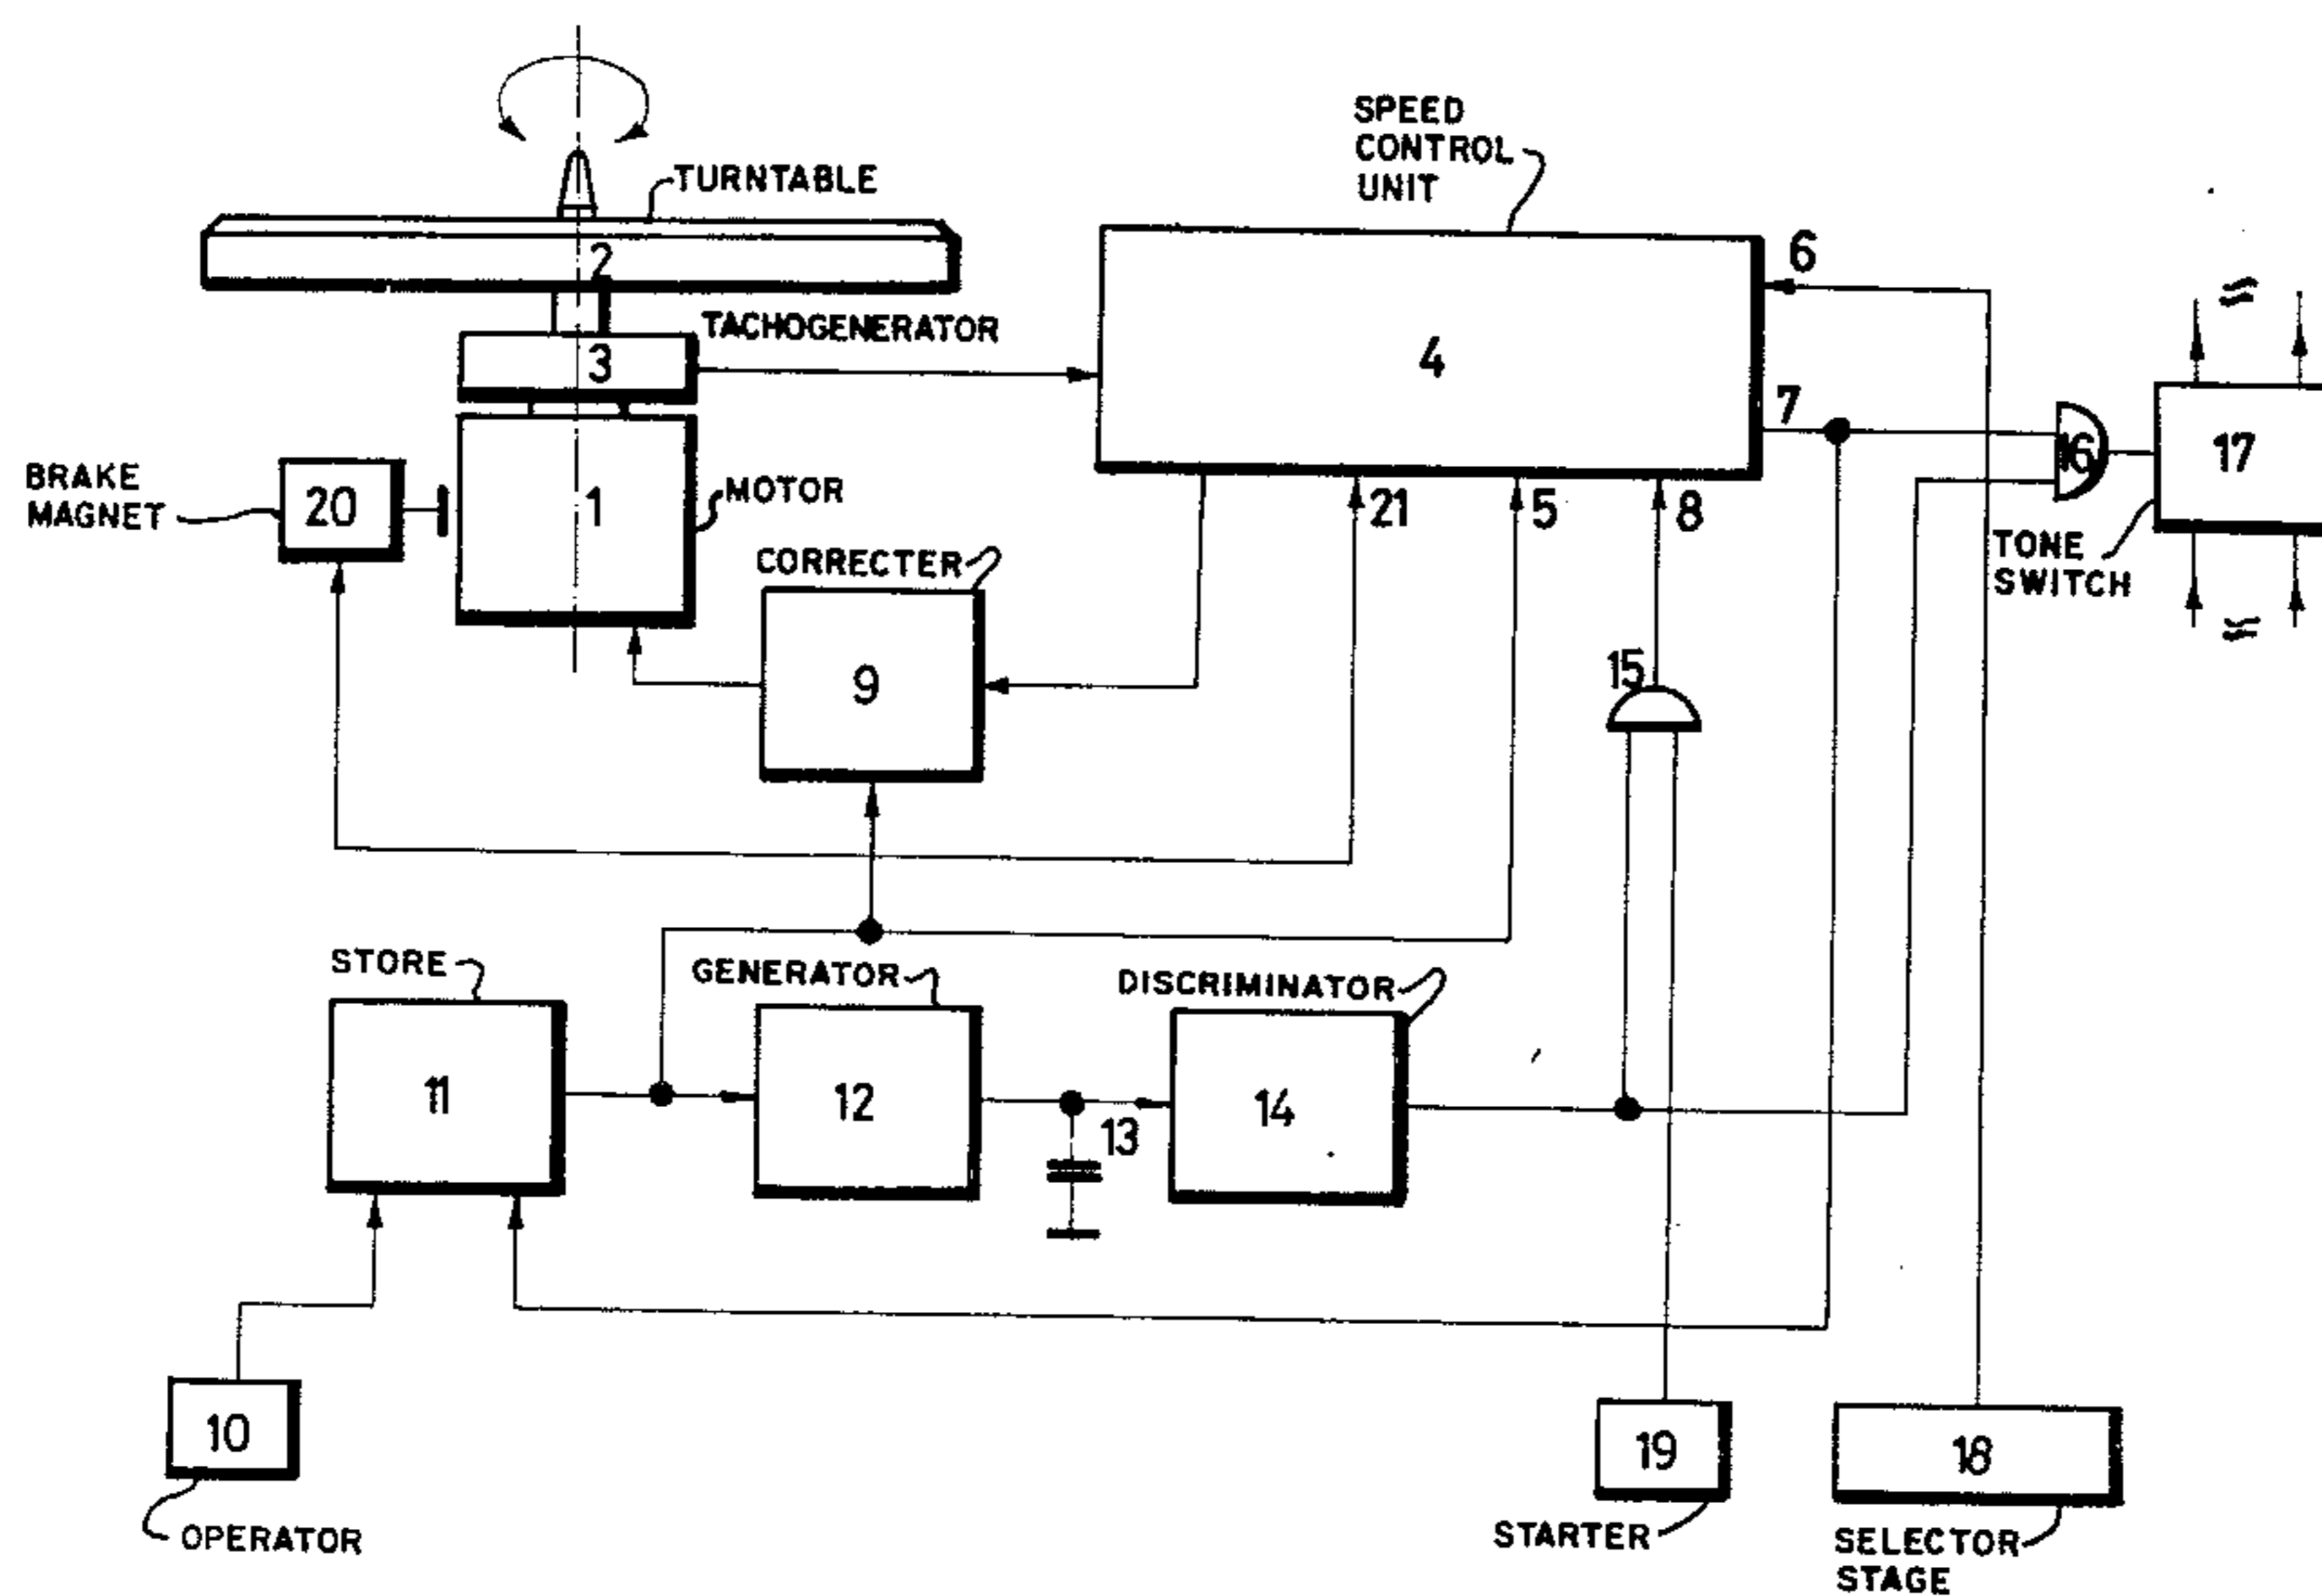 SPEED
CONTROL
UNIT
TURNTABLE
2
6
TACHOGENERATOR
3
4
7
16
17
BRAKE
MAGNET
20
1
MOTOR
21
5
8
TONE
SWITCH
CORRECTER
9
15
STORE
GENERATOR
DISCRIMINATOR
11
12
13
14
10
19
18
OPERATOR
STARTER
SELECTOR
STAGE